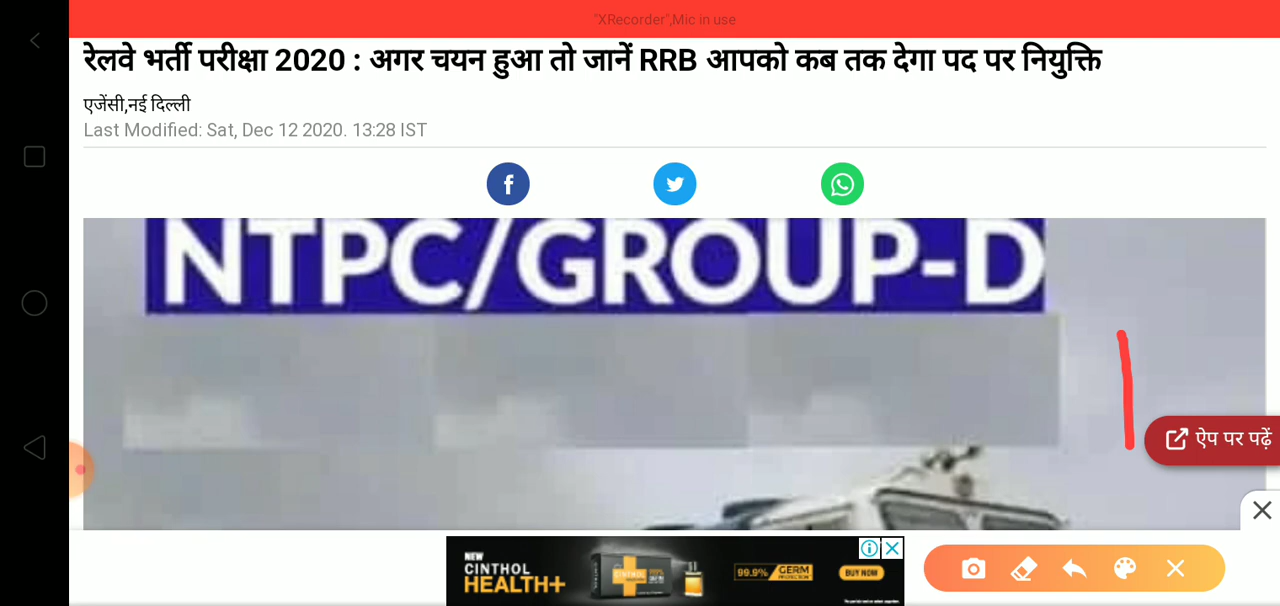 "XRecorder",Mic in use
रेलवे भर्ती परीक्षा 2020 : अगर चयन हुआ तो जानें RRB आपको कब तक देगा पद पर नियुक्ति
एजेंसी,नई दिल्ली
Last Modified: Sat, Dec 12 2020. 13:28 IST
NTPC/GROUP-D
ऐप पर पढ़ें
NEW
CINTHOL
HEALTH+
CINTHOL
99.9% GERM
PROTECTION
BUY NOW